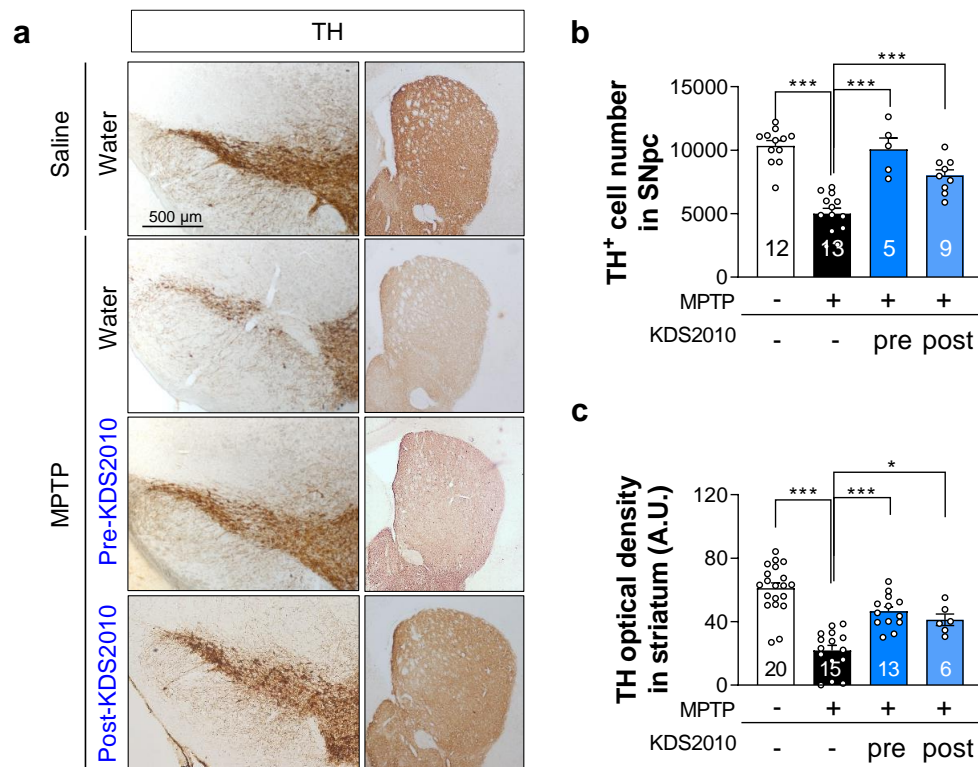 a
TH
Saline
Water
500 µm
MPTP
Water
Pre-KDS2010
Post-KDS2010
b
TH⁺ cell number
in SNpc
15000
10000
5000
0
*** *** ***
12 13 5 9
MPTP - + + +
KDS2010 - - pre post
c
TH optical density
in striatum (A.U.)
120
80
40
0
*** *** *
20 15 13 6
MPTP - + + +
KDS2010 - - pre post